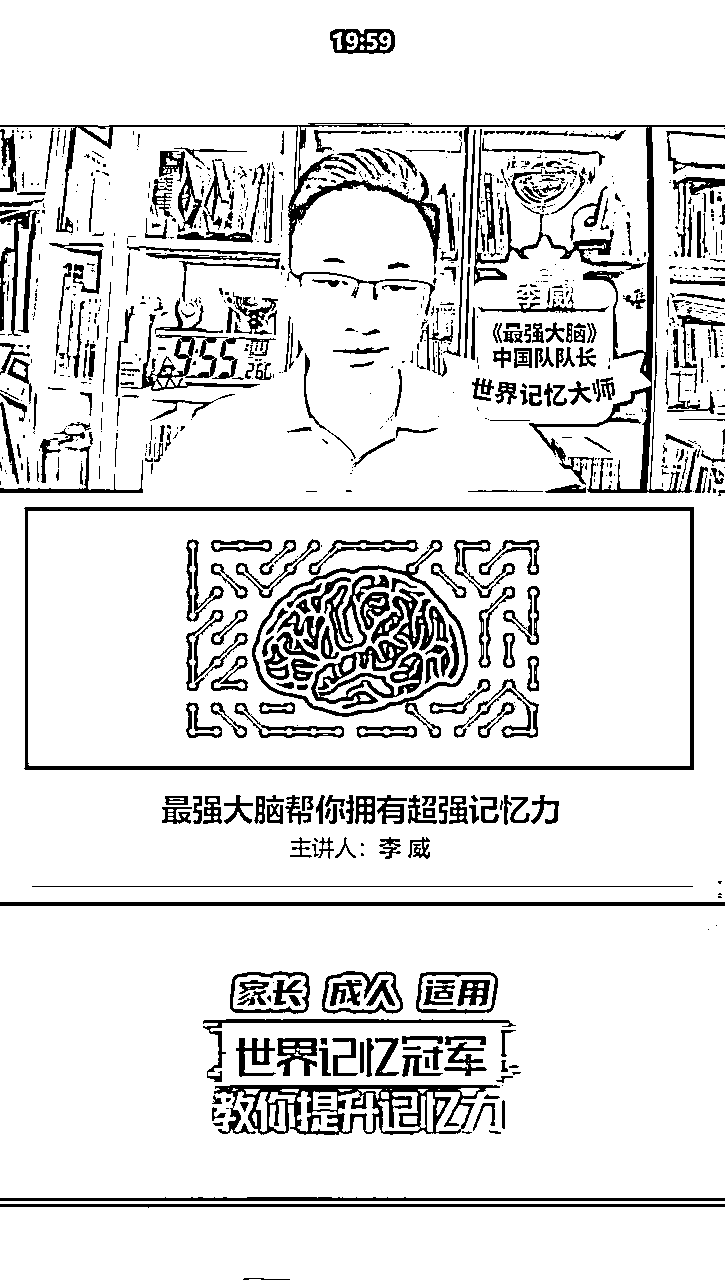 19:59
李威
《最强大脑》
中国队队长
世界记忆大师
9:55
最强大脑帮你拥有超强记忆力
主讲人：李 威
家长 成人 适用
世界记忆冠军
教你提升记忆力